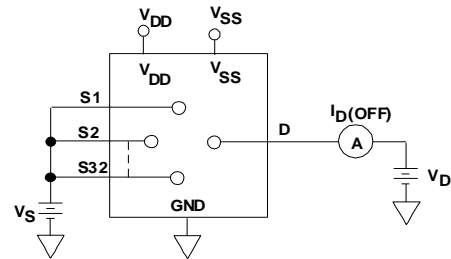 VDD VSS
VDD VSS
S1
S2
S32
D
ID(OFF)
A
VS
VD
GND